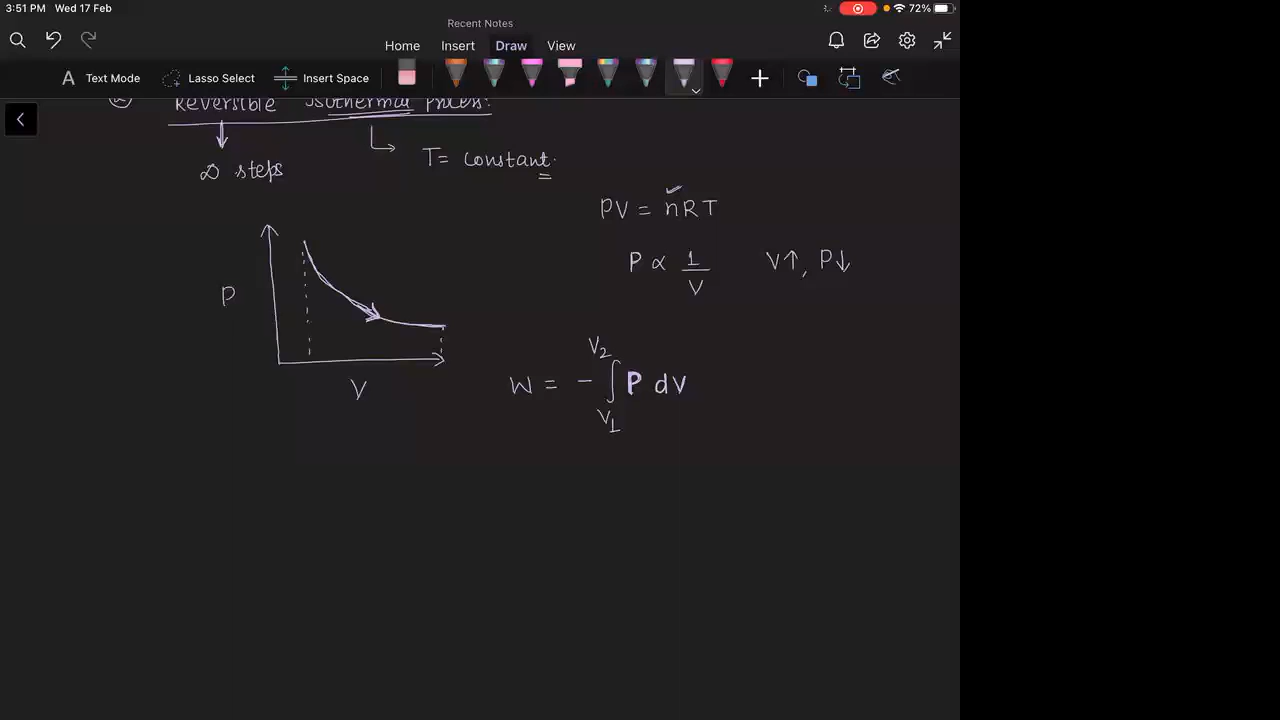 3:51 PM Wed 17 Feb
72%
Recent Notes
Home Insert Draw View
A Text Mode Lasso Select Insert Space
② Reversible Isothermal process:
∞ steps
T = constant.
PV = nRT
P ∝ 1/V V↑, P↓
P
V
W = - ∫ P dV
V2
V1